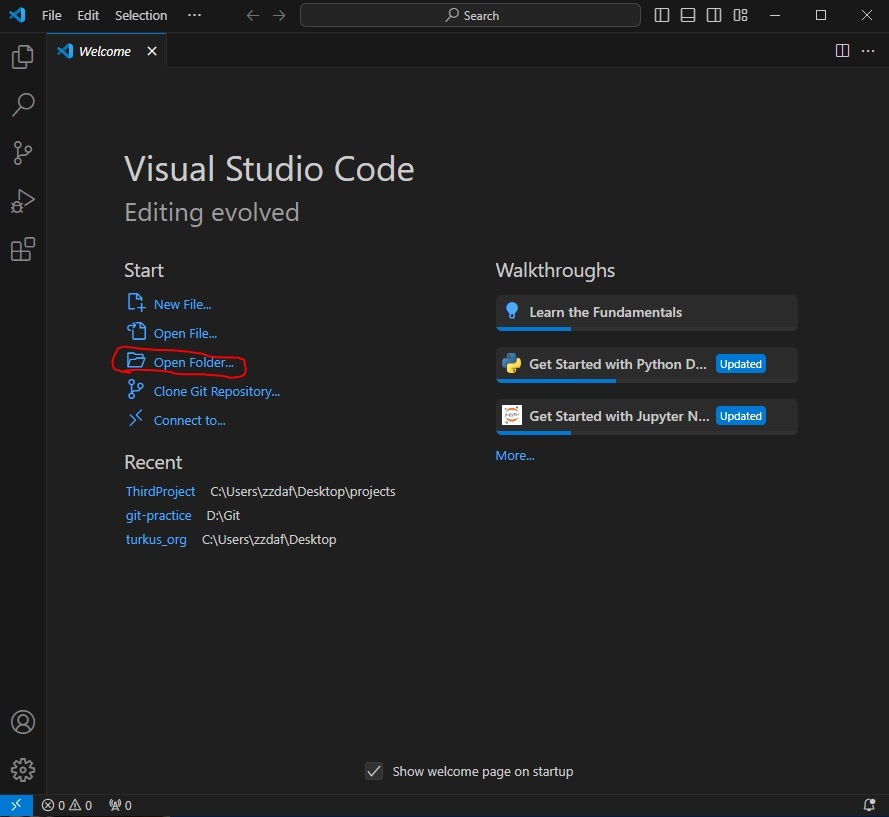 File Edit Selection ··· Search
Welcome
Visual Studio Code
Editing evolved
Start
New File...
Open File...
Open Folder...
Clone Git Repository...
Connect to...
Recent
ThirdProject C:\Users\zzdaf\Desktop\projects
git-practice D:\Git
turkus_org C:\Users\zzdaf\Desktop
Walkthroughs
Learn the Fundamentals
Get Started with Python D... Updated
Jupyter Get Started with Jupyter N... Updated
More...
Show welcome page on startup
0 0 0